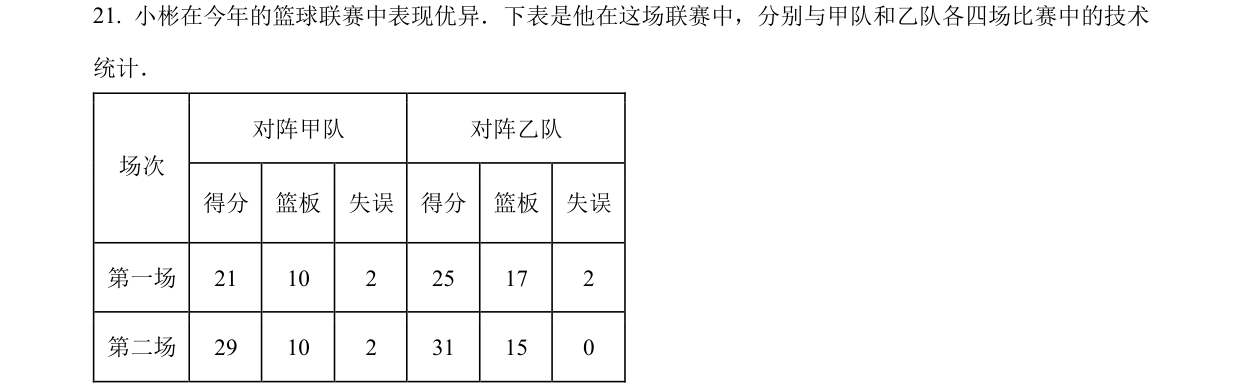 21. 小彬在今年的篮球联赛中表现优异．下表是他在这场联赛中，分别与甲队和乙队各四场比赛中的技术
统计．
场次 对阵甲队 对阵乙队
得分 篮板 失误 得分 篮板 失误
第一场 21 10 2 25 17 2
第二场 29 10 2 31 15 0